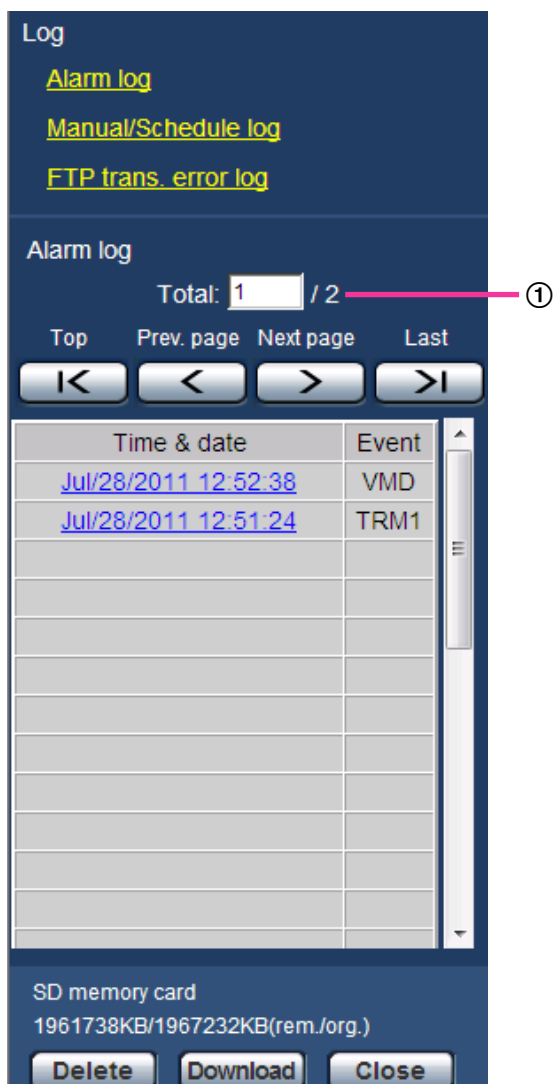 Log
Alarm log
Manual/Schedule log
FTP trans. error log
Alarm log
Total: 1 / 2
①
Top Prev. page Next page Last
Time & date Event
Jul/28/2011 12:52:38 VMD
Jul/28/2011 12:51:24 TRM1
SD memory card
1961738KB/1967232KB(rem./org.)
Delete Download Close